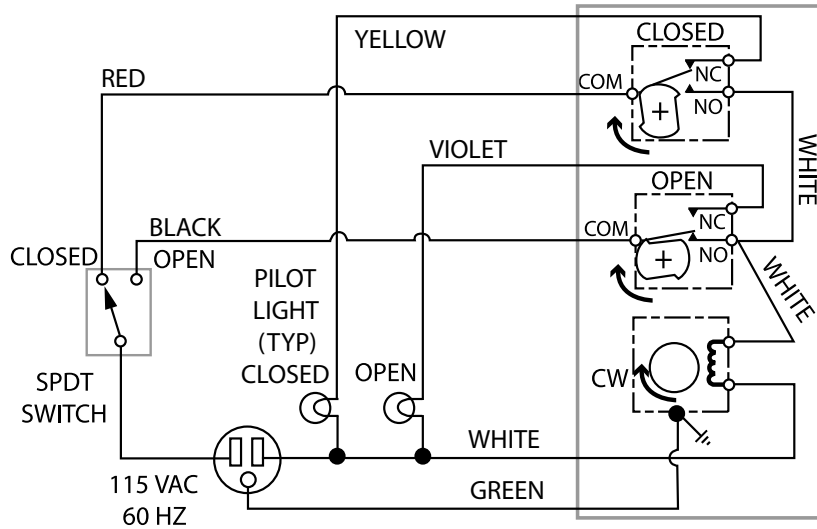 YELLOW
CLOSED
RED
COM
NC
NO
VIOLET
WHITE
OPEN
BLACK
COM
NC
NO
CLOSED
OPEN
WHITE
PILOT
LIGHT
(TYP)
CLOSED
OPEN
CW
SPDT
SWITCH
WHITE
115 VAC
60 HZ
GREEN